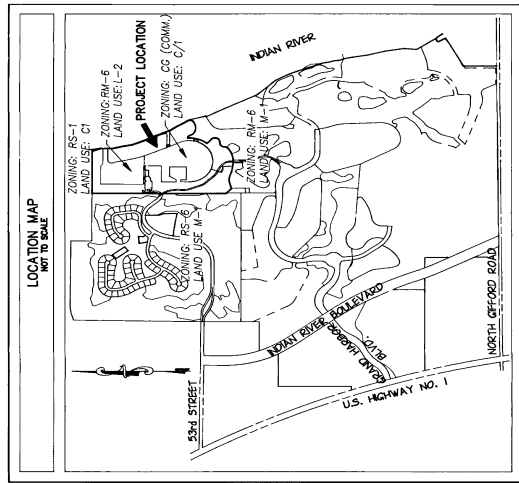 LOCATION MAP
NOT TO SCALE
ZONING: RS-1
LAND USE: C1
ZONING: RM-6
LAND USE: L-2
PROJECT LOCATION
ZONING: CG (COMM.)
LAND USE: C/1
INDIAN RIVER
ZONING: RS-6
LAND USE M-1
ZONING: RM-6
LAND USE: M-1
53rd STREET
INDIAN RIVER BOULEVARD
GRAND HARBOR
BLVD.
U.S. HIGHWAY NO. 1
NORTH GIFFORD ROAD